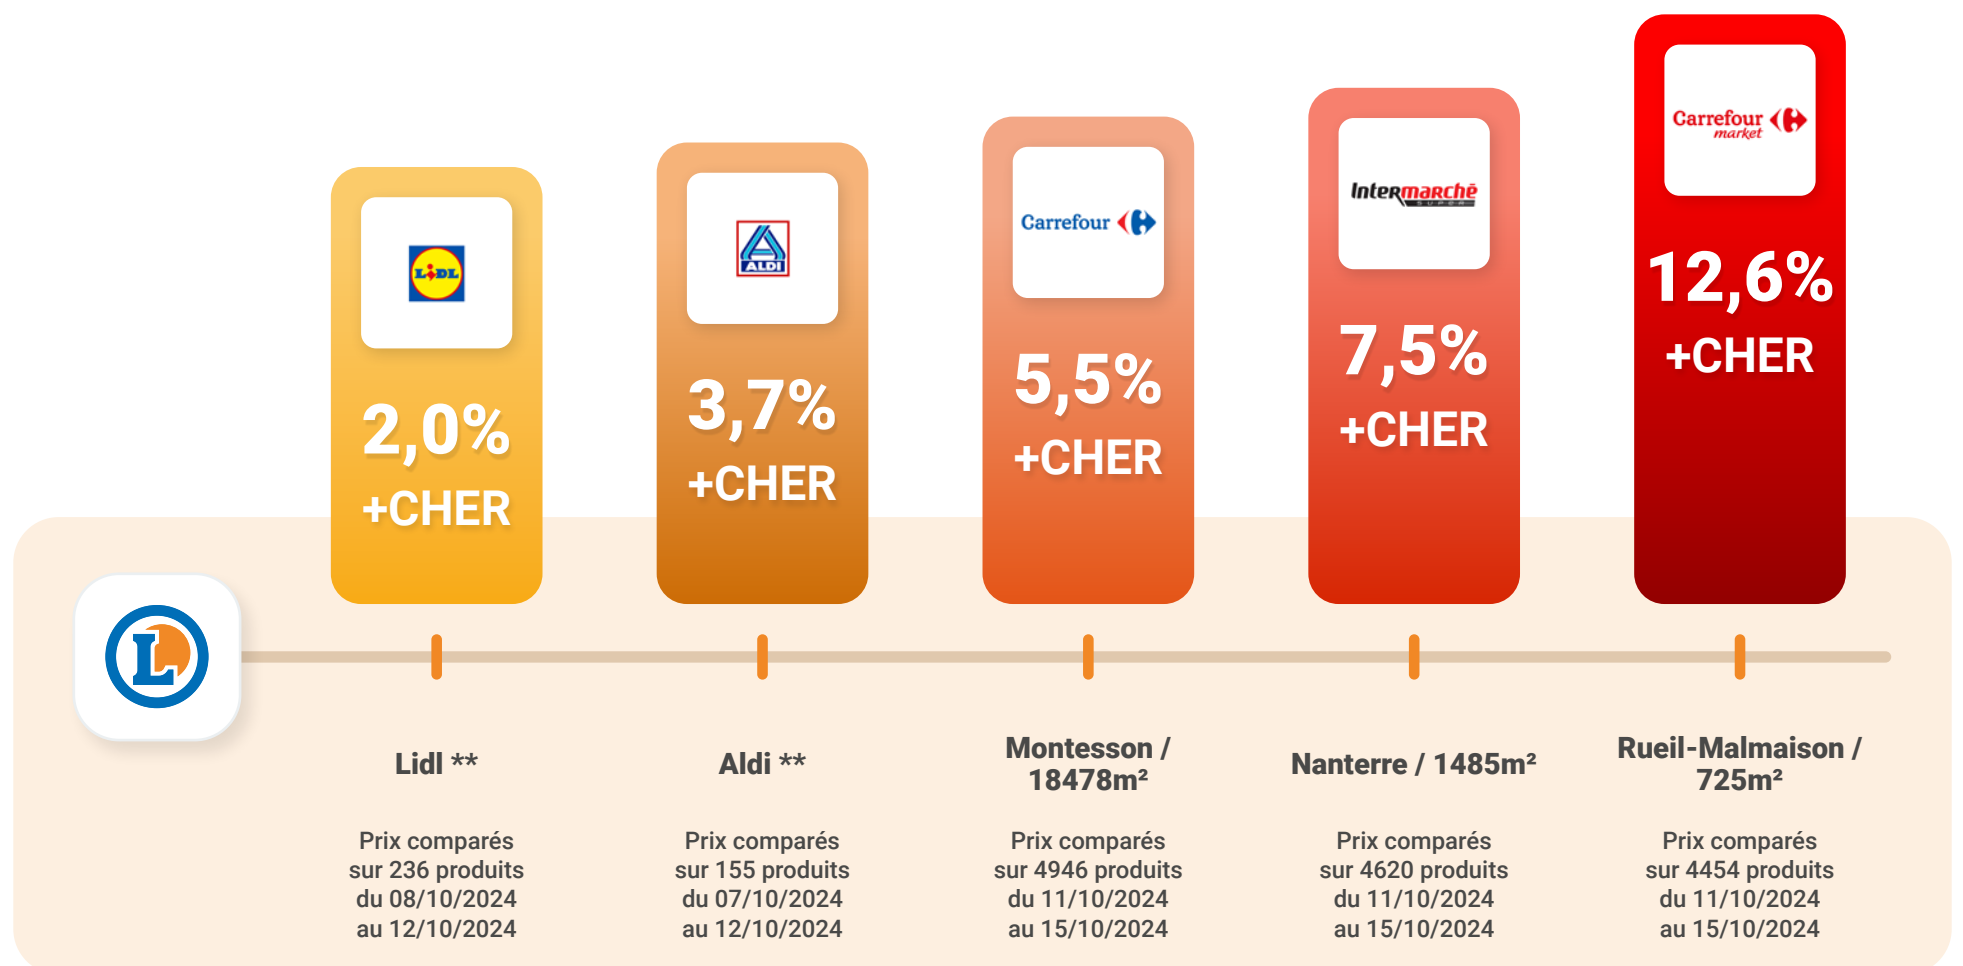 LIDL
2,0%
+CHER
ALDI
3,7%
+CHER
Carrefour
5,5%
+CHER
Intermarchē
SUPER
7,5%
+CHER
Carrefour
market
12,6%
+CHER
L
Lidl **
Prix comparés
sur 236 produits
du 08/10/2024
au 12/10/2024
Aldi **
Prix comparés
sur 155 produits
du 07/10/2024
au 12/10/2024
Montesson /
18478m²
Prix comparés
sur 4946 produits
du 11/10/2024
au 15/10/2024
Nanterre / 1485m²
Prix comparés
sur 4620 produits
du 11/10/2024
au 15/10/2024
Rueil-Malmaison /
725m²
Prix comparés
sur 4454 produits
du 11/10/2024
au 15/10/2024